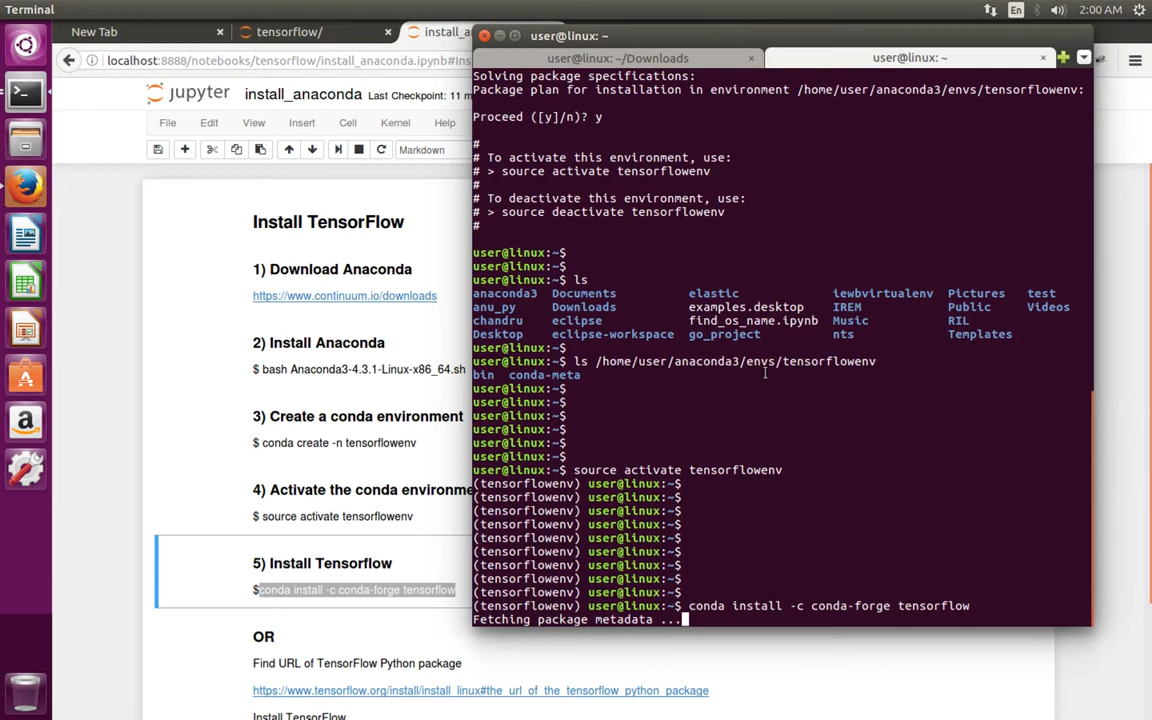 Terminal
En
2:00 AM
New Tab
tensorflow/
install_a
localhost:8888/notebooks/tensorflow/install_anaconda.ipynb#Ins
jupyter
install_anaconda
Last Checkpoint: 11 m
File
Edit
View
Insert
Cell
Kernel
Help
Markdown
Install TensorFlow
1) Download Anaconda
https://www.continuum.io/downloads
2) Install Anaconda
$ bash Anaconda3-4.3.1-Linux-x86_64.sh
3) Create a conda environment
$ conda create -n tensorflowenv
4) Activate the conda environme
$ source activate tensorflowenv
5) Install Tensorflow
$conda install -c conda-forge tensorflow
OR
Find URL of TensorFlow Python package
https://www.tensorflow.org/install/install_linux#the_url_of_the_tensorflow_python_package
Install TensorFlow
user@linux: ~
user@linux: ~/Downloads
user@linux: ~
Solving package specifications:
Package plan for installation in environment /home/user/anaconda3/envs/tensorflowenv:
Proceed ([y]/n)? y
#
# To activate this environment, use:
# > source activate tensorflowenv
#
# To deactivate this environment, use:
# > source deactivate tensorflowenv
#
user@linux:~$
user@linux:~$
user@linux:~$ ls
anaconda3 Documents elastic iewbvirtualenv Pictures test
anu_py Downloads examples.desktop IREM Public Videos
chandru eclipse find_os_name.ipynb Music RIL
Desktop eclipse-workspace go_project nts Templates
user@linux:~$
user@linux:~$ ls /home/user/anaconda3/envs/tensorflowenv
bin conda-meta
user@linux:~$
user@linux:~$
user@linux:~$
user@linux:~$
user@linux:~$
user@linux:~$
user@linux:~$ source activate tensorflowenv
(tensorflowenv) user@linux:~$
(tensorflowenv) user@linux:~$
(tensorflowenv) user@linux:~$
(tensorflowenv) user@linux:~$
(tensorflowenv) user@linux:~$
(tensorflowenv) user@linux:~$
(tensorflowenv) user@linux:~$
(tensorflowenv) user@linux:~$
(tensorflowenv) user@linux:~$
(tensorflowenv) user@linux:~$ conda install -c conda-forge tensorflow
Fetching package metadata ...